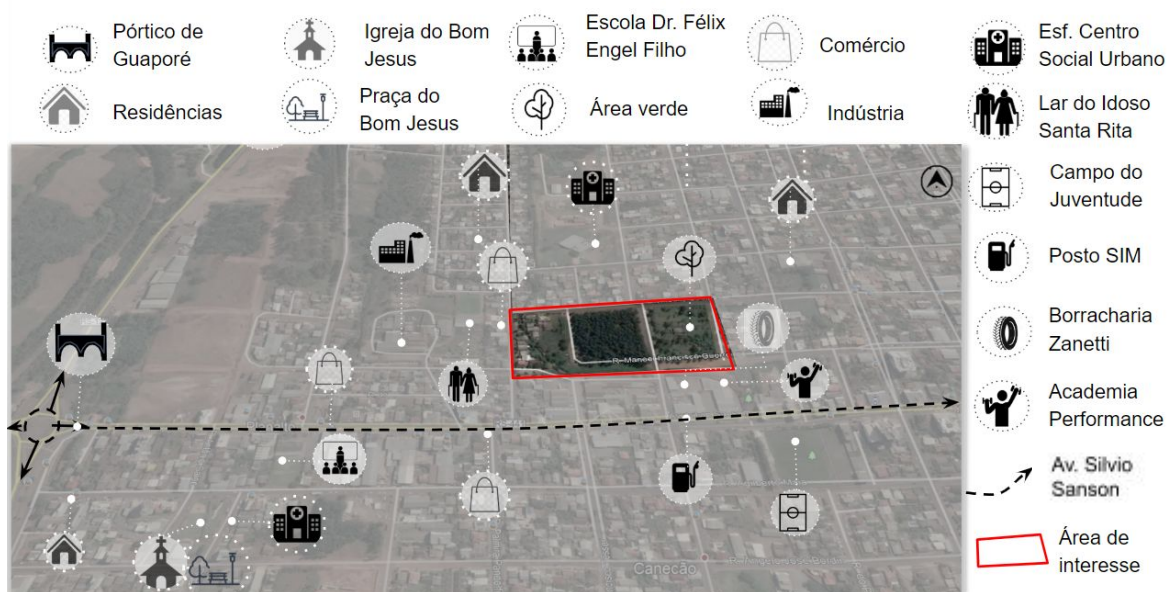 Pórtico de
Guaporé
Igreja do Bom
Jesus
Escola Dr. Félix
Engel Filho
Comércio
Esf. Centro
Social Urbano
Residências
Praça do
Bom Jesus
Área verde
Indústria
Lar do Idoso
Santa Rita
Campo do
Juventude
Posto SIM
Borracharia
Zanetti
Academia
Performance
Av. Silvio
Sanson
Área de
interesse
Canecão